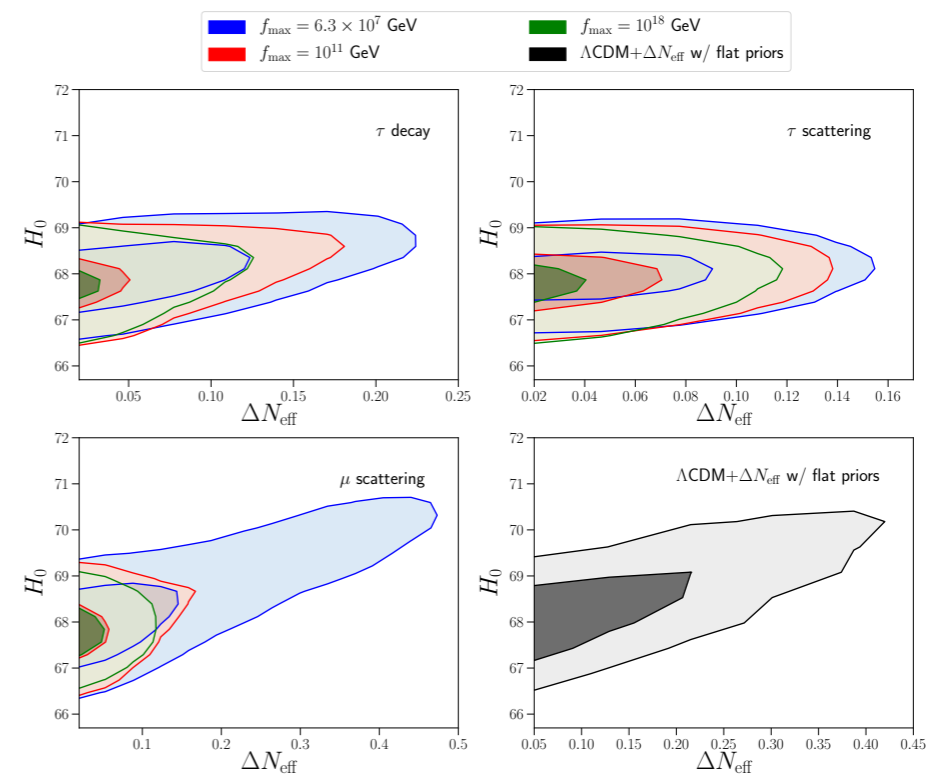 f_max = 6.3 × 10^7 GeV
f_max = 10^18 GeV
f_max = 10^11 GeV
ΛCDM+ΔN_eff w/ flat priors
72
71
70
69
68
67
66
H_0
τ decay
0.05 0.10 0.15 0.20 0.25
ΔN_eff
72
71
70
69
68
67
66
H_0
τ scattering
0.02 0.04 0.06 0.08 0.10 0.12 0.14 0.16
ΔN_eff
72
71
70
69
68
67
66
H_0
μ scattering
0.1 0.2 0.3 0.4 0.5
ΔN_eff
72
71
70
69
68
67
66
H_0
ΛCDM+ΔN_eff w/ flat priors
0.05 0.10 0.15 0.20 0.25 0.30 0.35 0.40 0.45
ΔN_eff